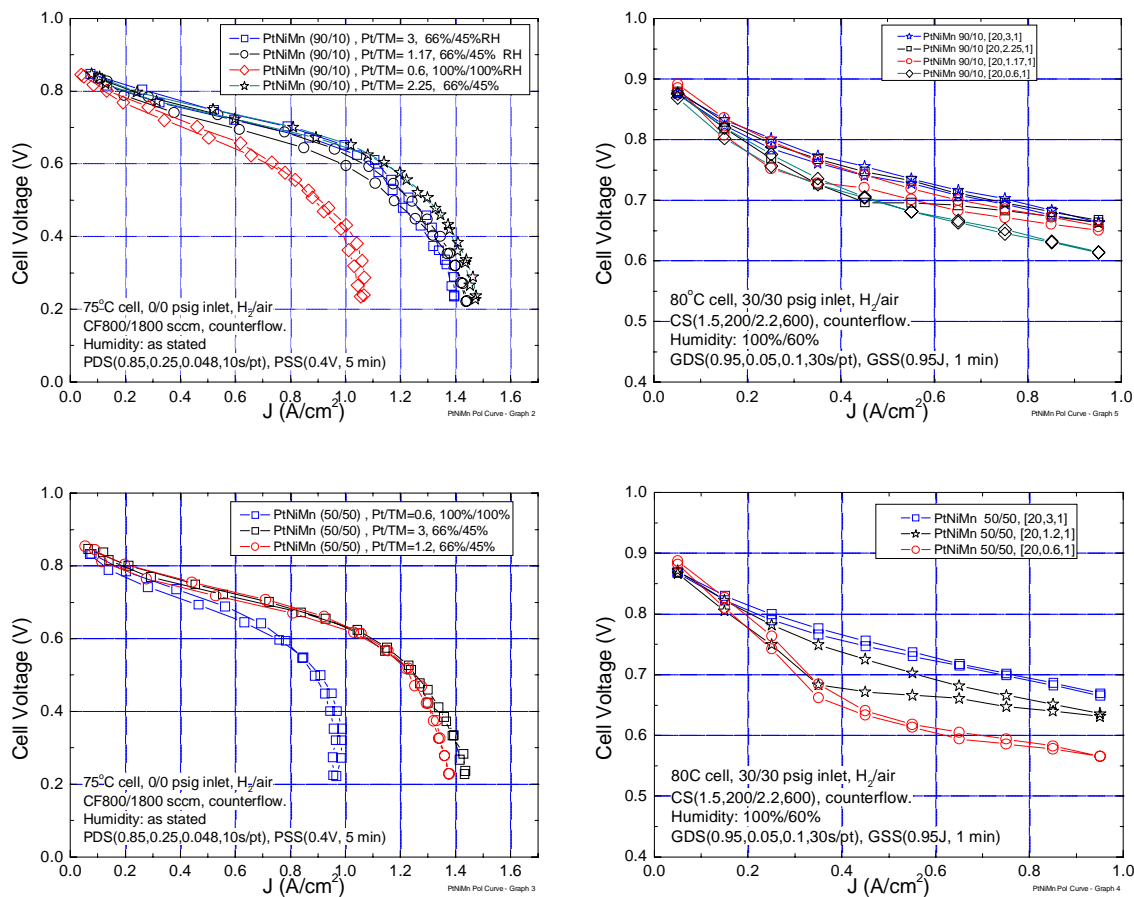 PtNiMn (90/10) , Pt/TM= 3, 66%/45%RH
PtNiMn (90/10) , Pt/TM= 1.17, 66%/45% RH
PtNiMn (90/10) , Pt/TM= 0.6, 100%/100%RH
PtNiMn (90/10) , Pt/TM= 2.25, 66%/45%
1.0
0.8
0.6
0.4
0.2
0.0
Cell Voltage (V)
75°C cell, 0/0 psig inlet, H2/air
CF800/1800 sccm, counterflow.
Humidity: as stated
PDS(0.85,0.25,0.048,10s/pt), PSS(0.4V, 5 min)
0.0 0.2 0.4 0.6 0.8 1.0 1.2 1.4 1.6
J (A/cm²)
PtNiMn Pol Curve - Graph 2
PtNiMn 90/10, [20,3,1]
PtNiMn 90/10, [20,2.25,1]
PtNiMn 90/10, [20,1.17,1]
PtNiMn 90/10, [20,0.6,1]
1.0
0.9
0.8
0.7
0.6
0.5
0.4
Cell Voltage (V)
80°C cell, 30/30 psig inlet, H2/air
CS(1.5,200/2.2,600), counterflow.
Humidity: 100%/60%
GDS(0.95,0.05,0.1,30s/pt), GSS(0.95J, 1 min)
0.0 0.2 0.4 0.6 0.8 1.0
J (A/cm²)
PtNiMn Pol Curve - Graph 5
PtNiMn (50/50) , Pt/TM=0.6, 100%/100%
PtNiMn (50/50) , Pt/TM= 3, 66%/45%
PtNiMn (50/50) , Pt/TM=1.2, 66%/45%
1.0
0.8
0.6
0.4
0.2
0.0
Cell Voltage (V)
75°C cell, 0/0 psig inlet, H2/air
CF800/1800 sccm, counterflow.
Humidity: as stated
PDS(0.85,0.25,0.048,10s/pt), PSS(0.4V, 5 min)
0.0 0.2 0.4 0.6 0.8 1.0 1.2 1.4 1.6
J (A/cm²)
PtNiMn Pol Curve - Graph 3
PtNiMn 50/50, [20,3,1]
PtNiMn 50/50, [20,1.2,1]
PtNiMn 50/50, [20,0.6,1]
1.0
0.9
0.8
0.7
0.6
0.5
0.4
Cell Voltage (V)
80C cell, 30/30 psig inlet, H2/air
CS(1.5,200/2.2,600), counterflow.
Humidity: 100%/60%
GDS(0.95,0.05,0.1,30s/pt), GSS(0.95J, 1 min)
0.0 0.2 0.4 0.6 0.8 1.0
J (A/cm²)
PtNiMn Pol Curve - Graph 4